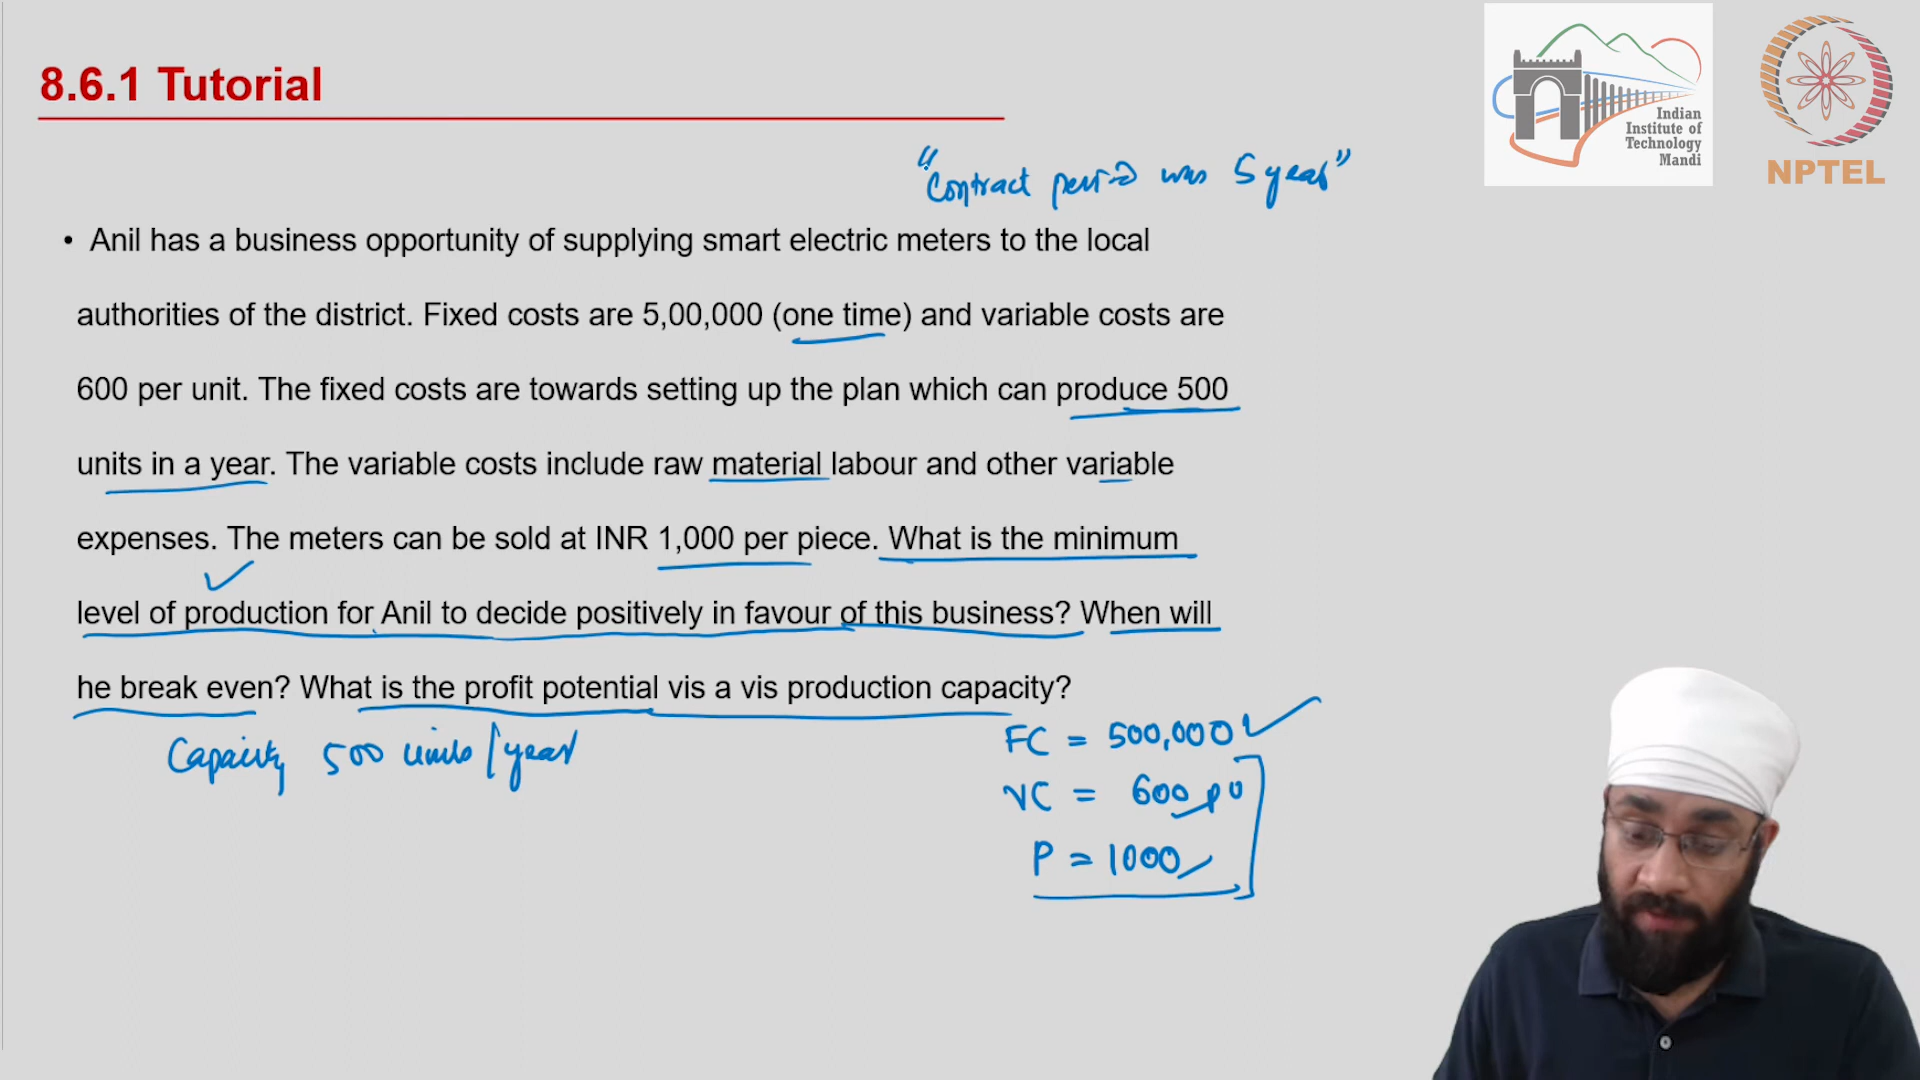 8.6.1 Tutorial
Indian
Institute of
Technology
Mandi
NPTEL
"Contract period was 5 year"
• Anil has a business opportunity of supplying smart electric meters to the local
authorities of the district. Fixed costs are 5,00,000 (one time) and variable costs are
600 per unit. The fixed costs are towards setting up the plan which can produce 500
units in a year. The variable costs include raw material labour and other variable
expenses. The meters can be sold at INR 1,000 per piece. What is the minimum
level of production for Anil to decide positively in favour of this business? When will
he break even? What is the profit potential vis a vis production capacity?
Capacity 500 units/year
FC = 500,000
VC = 600 pu
P = 1000